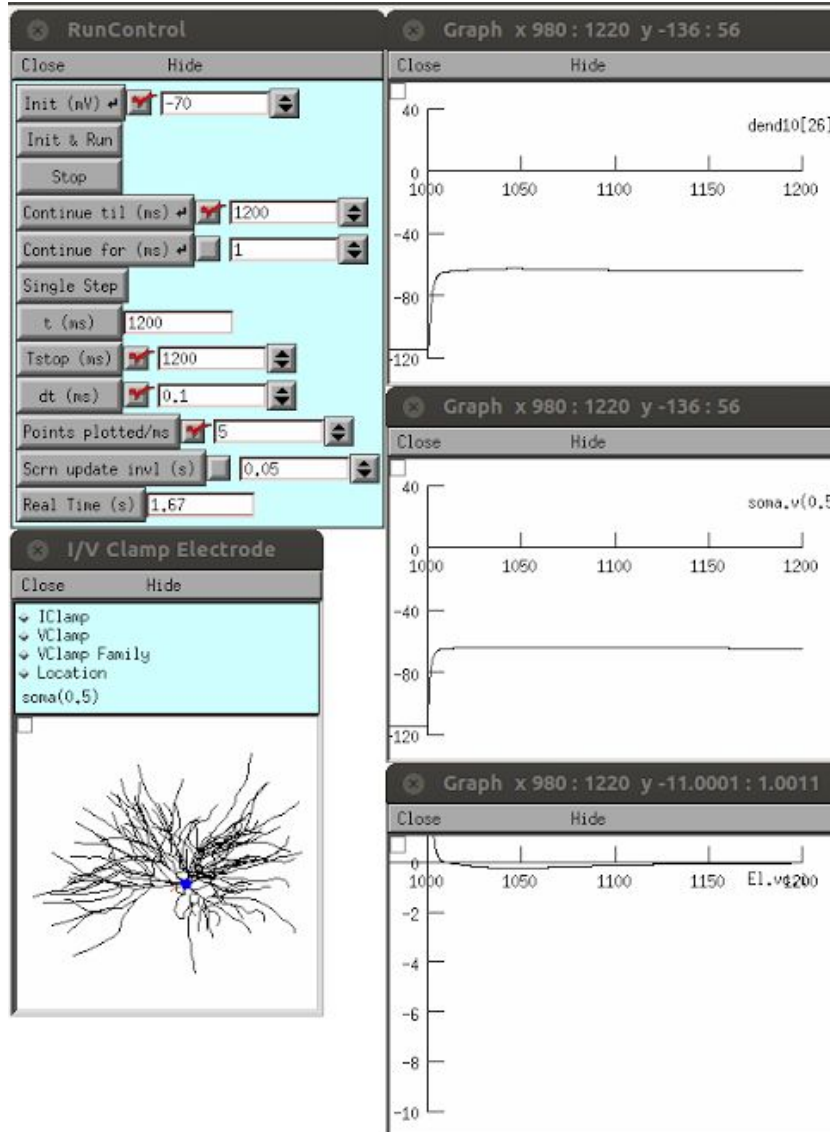 RunControl
Close Hide
Init (mV) -70
Init & Run
Stop
Continue til (ms) 1200
Continue for (ms) 1
Single Step
t (ms) 1200
Tstop (ms) 1200
dt (ms) 0.1
Points plotted/ms 5
Scrn update invl (s) 0.05
Real Time (s) 1.67
I/V Clamp Electrode
Close Hide
IClamp
VClamp
VClamp Family
Location
soma(0.5)
Graph x 980 : 1220 y -136 : 56
Close Hide
40
dend10[26]
0
1000 1050 1100 1150 1200
-40
-80
-120
Graph x 980 : 1220 y -136 : 56
Close Hide
40
soma.v(0.5
0
1000 1050 1100 1150 1200
-40
-80
-120
Graph x 980 : 1220 y -11.0001 : 1.0011
Close Hide
0
1000 1050 1100 1150 1200
-2
-4
-6
-8
-10